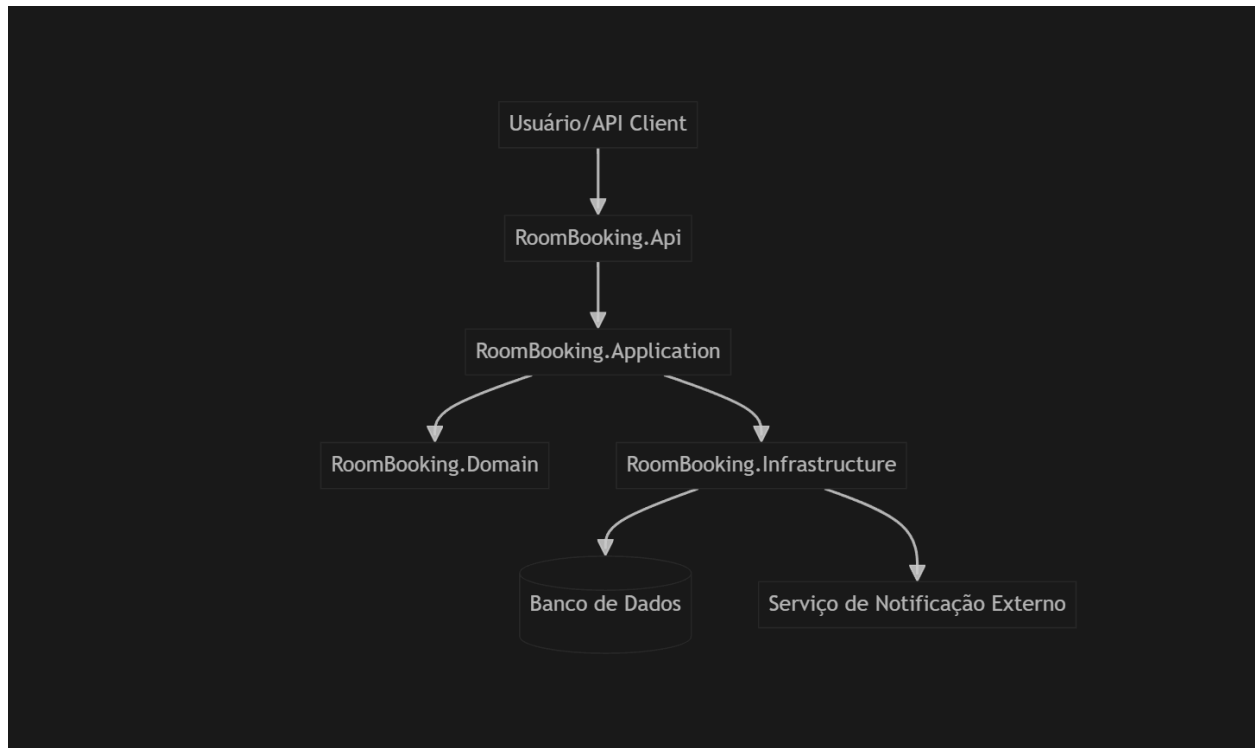 Usuário/API Client
RoomBooking.Api
RoomBooking.Application
RoomBooking.Domain
RoomBooking.Infrastructure
Banco de Dados
Serviço de Notificação Externo